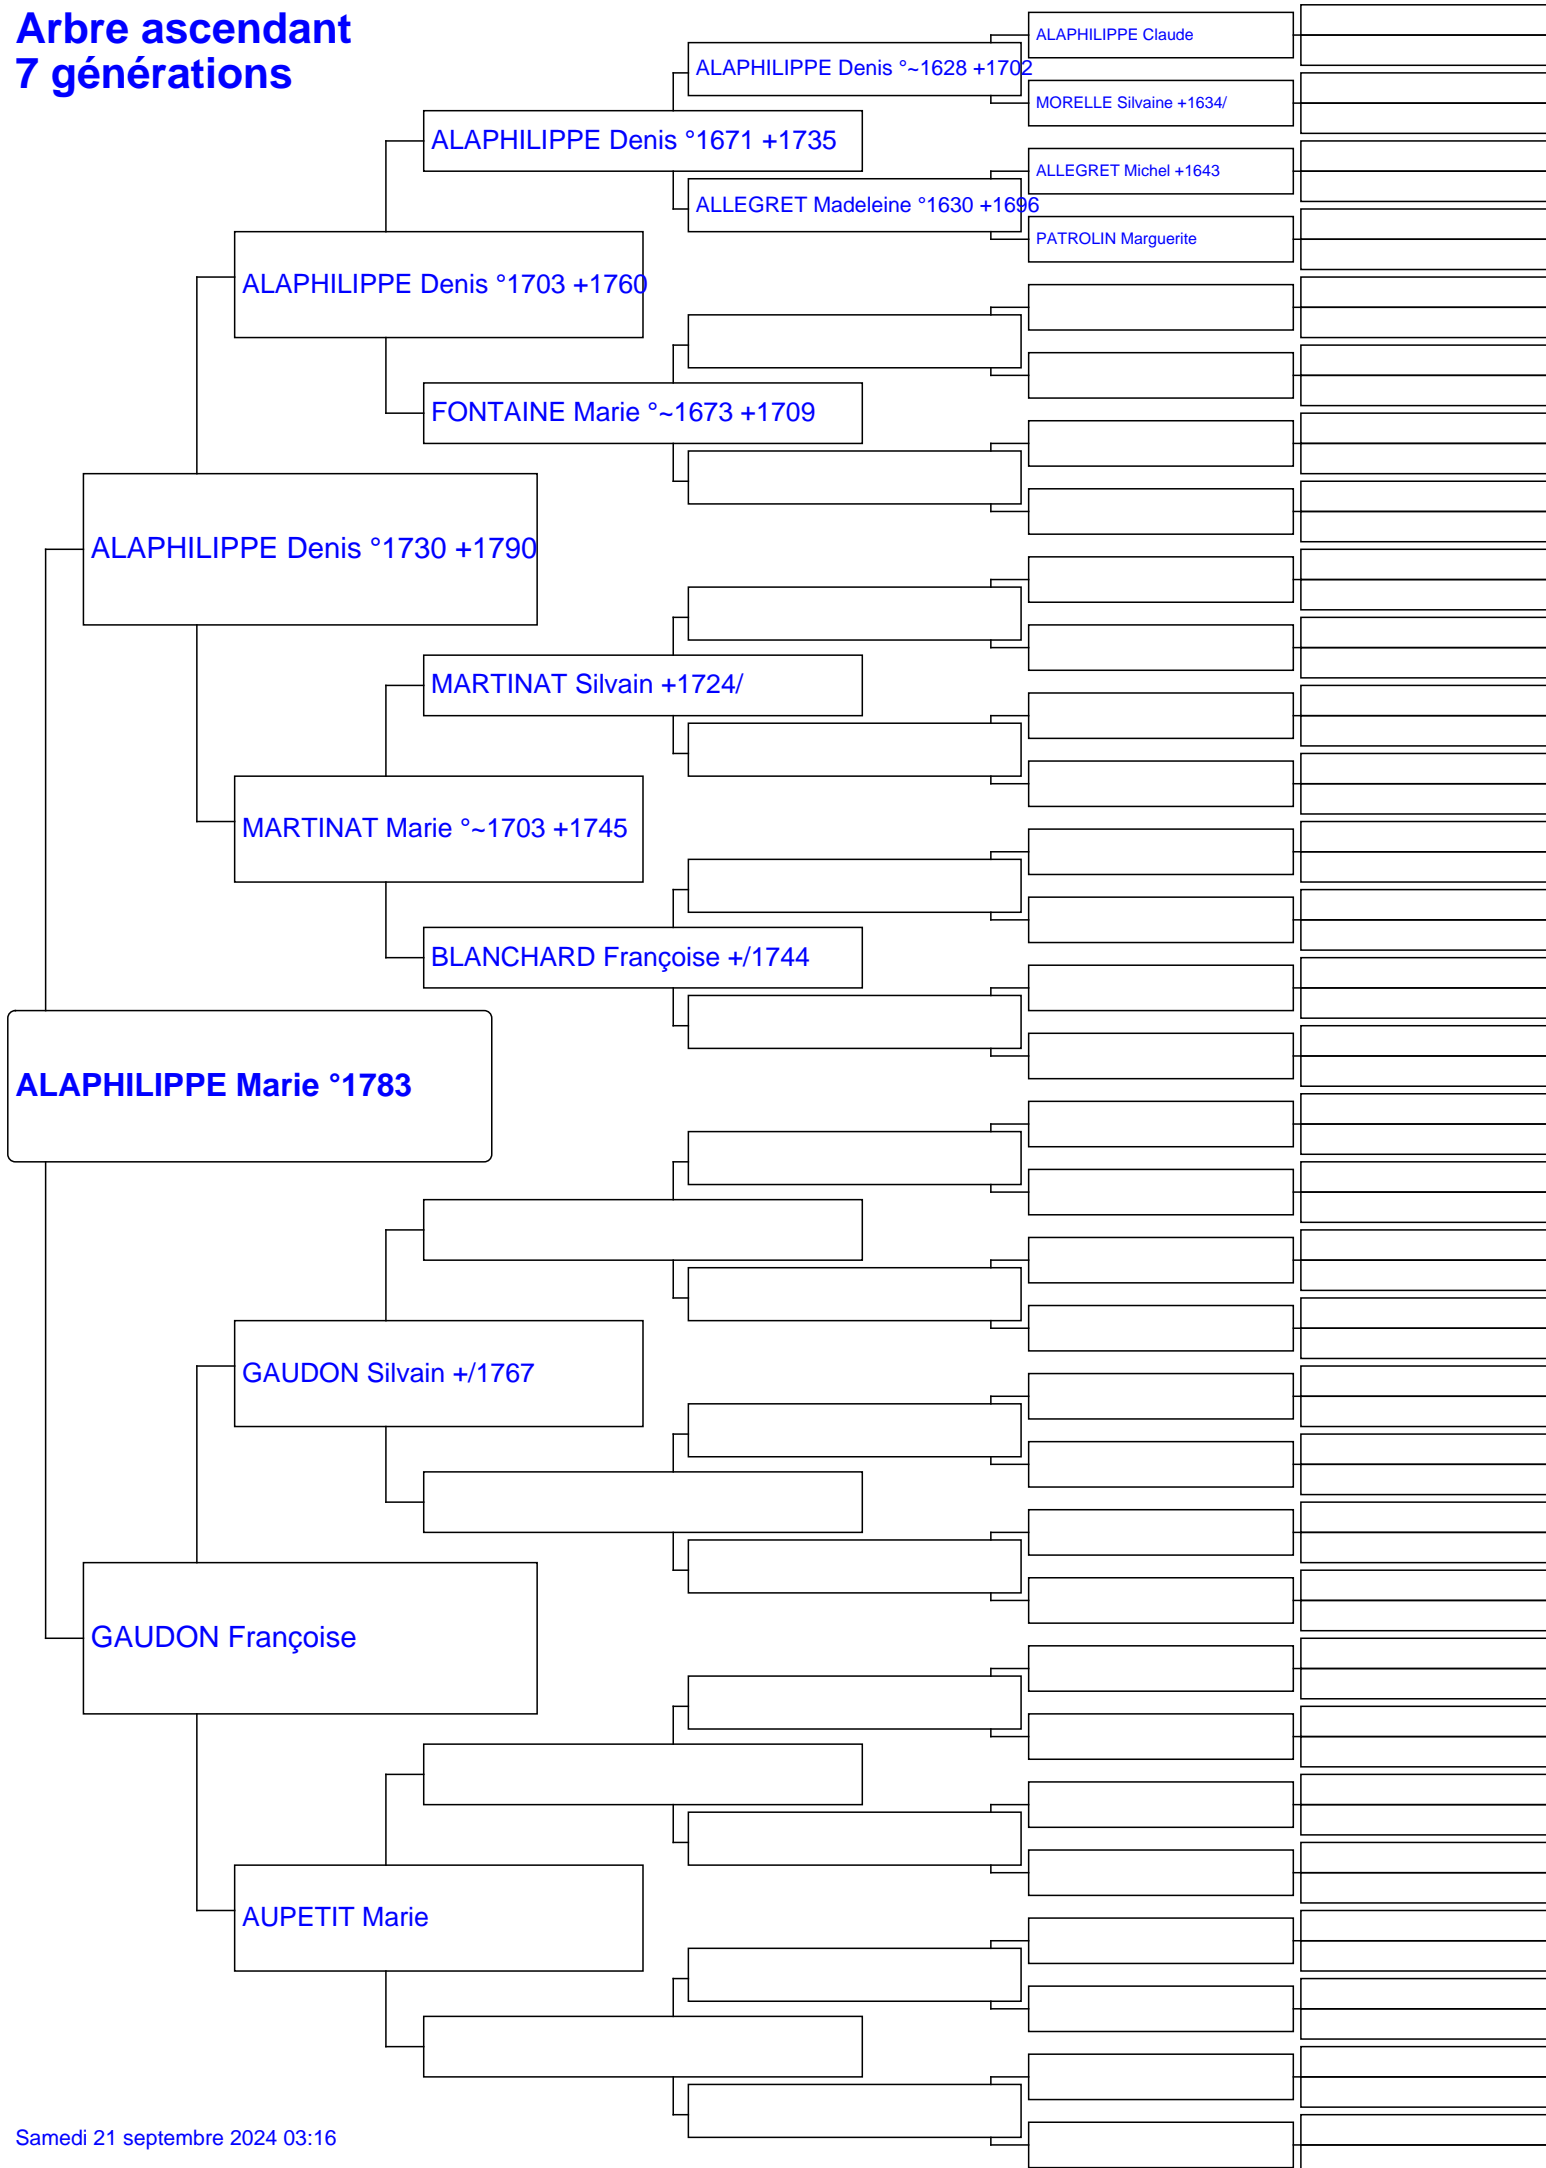 Arbre ascendant
7 générations
ALAPHILIPPE Claude
ALAPHILIPPE Denis °~1628 +1702
MORELLE Silvaine +1634/
ALAPHILIPPE Denis °1671 +1735
ALLEGRET Michel +1643
ALLEGRET Madeleine °1630 +1696
PATROLIN Marguerite
ALAPHILIPPE Denis °1703 +1760
FONTAINE Marie °~1673 +1709
ALAPHILIPPE Denis °1730 +1790
MARTINAT Silvain +1724/
MARTINAT Marie °~1703 +1745
BLANCHARD Françoise +/1744
ALAPHILIPPE Marie °1783
GAUDON Silvain +/1767
GAUDON Françoise
AUPETIT Marie
Samedi 21 septembre 2024 03:16